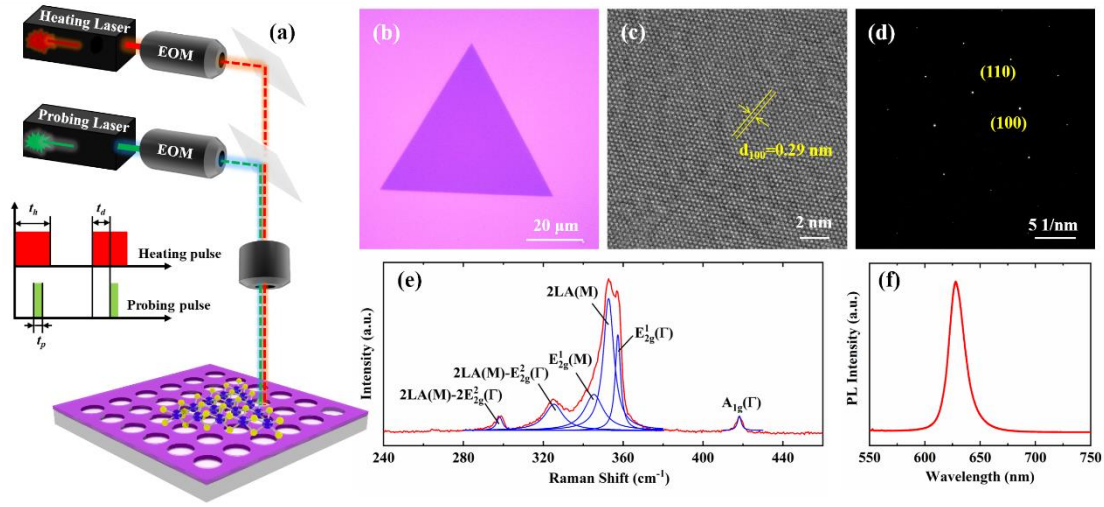 Heating Laser
(a)
EOM
Probing Laser
EOM
t_h
t_d
Heating pulse
Probing pulse
t_p
(b)
20 μm
(c)
d₁₀₀=0.29 nm
2 nm
(d)
(110)
(100)
5 1/nm
(e)
2LA(M)
E¹₂g(Γ)
E¹₂g(M)
2LA(M)-E²₂g(Γ)
2LA(M)-2E²₂g(Γ)
A₁g(Γ)
Intensity (a.u.)
240 280 320 360 400 440
Raman Shift (cm⁻¹)
(f)
PL Intensity (a.u.)
550 600 650 700 750
Wavelength (nm)